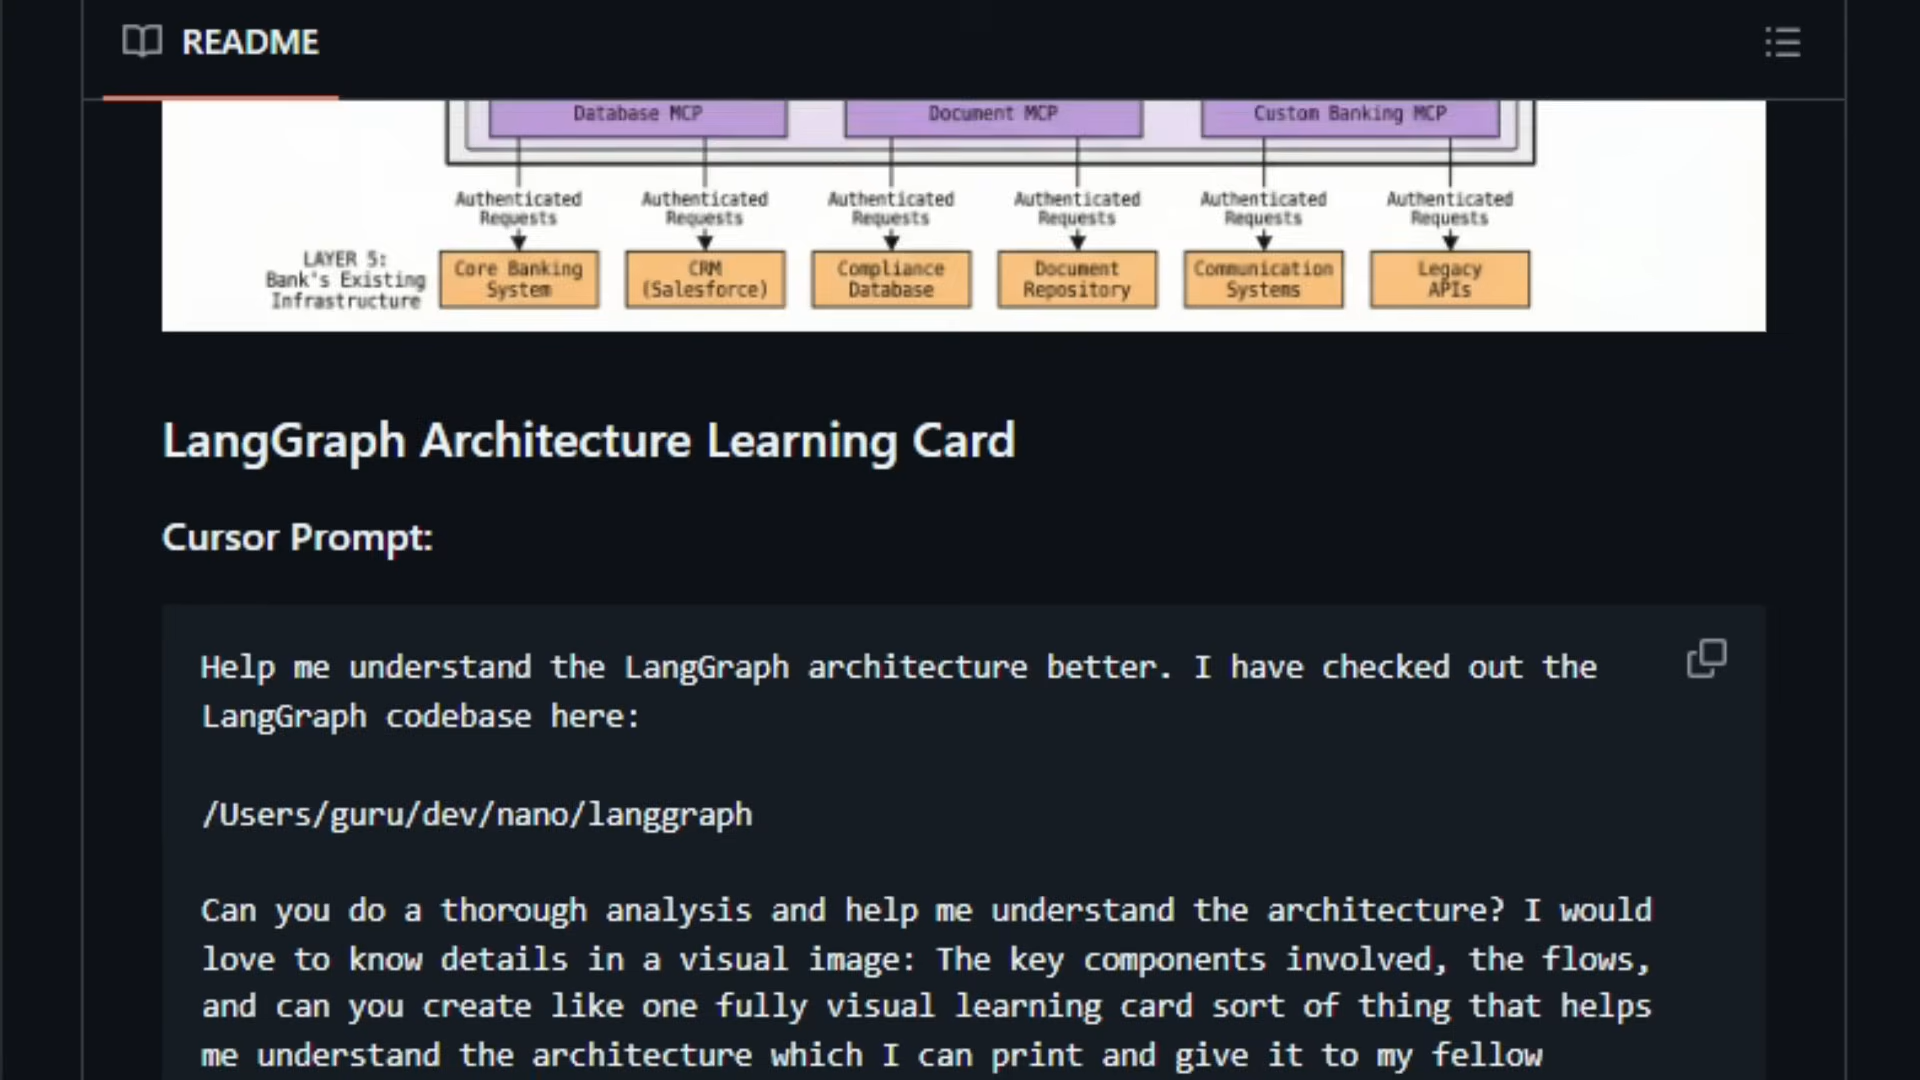 README
Database MCP
Document MCP
Custom Banking MCP
Authenticated Requests
Authenticated Requests
Authenticated Requests
Authenticated Requests
Authenticated Requests
Authenticated Requests
LAYER 5:
Bank's Existing
Infrastructure
Core Banking
System
CRM
(Salesforce)
Compliance
Database
Document
Repository
Communication
Systems
Legacy
APIs
LangGraph Architecture Learning Card
Cursor Prompt:
Help me understand the LangGraph architecture better. I have checked out the
LangGraph codebase here:
/Users/guru/dev/nano/langgraph
Can you do a thorough analysis and help me understand the architecture? I would
love to know details in a visual image: The key components involved, the flows,
and can you create like one fully visual learning card sort of thing that helps
me understand the architecture which I can print and give it to my fellow